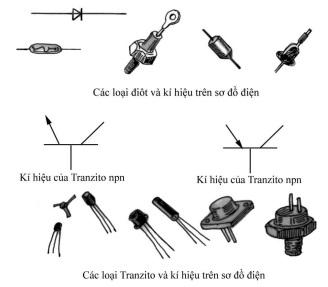 Các loại điôt và kí hiệu trên sơ đồ điện
Kí hiệu của Tranzito npn
Kí hiệu của Tranzito npn
Các loại Tranzito và kí hiệu trên sơ đồ điện